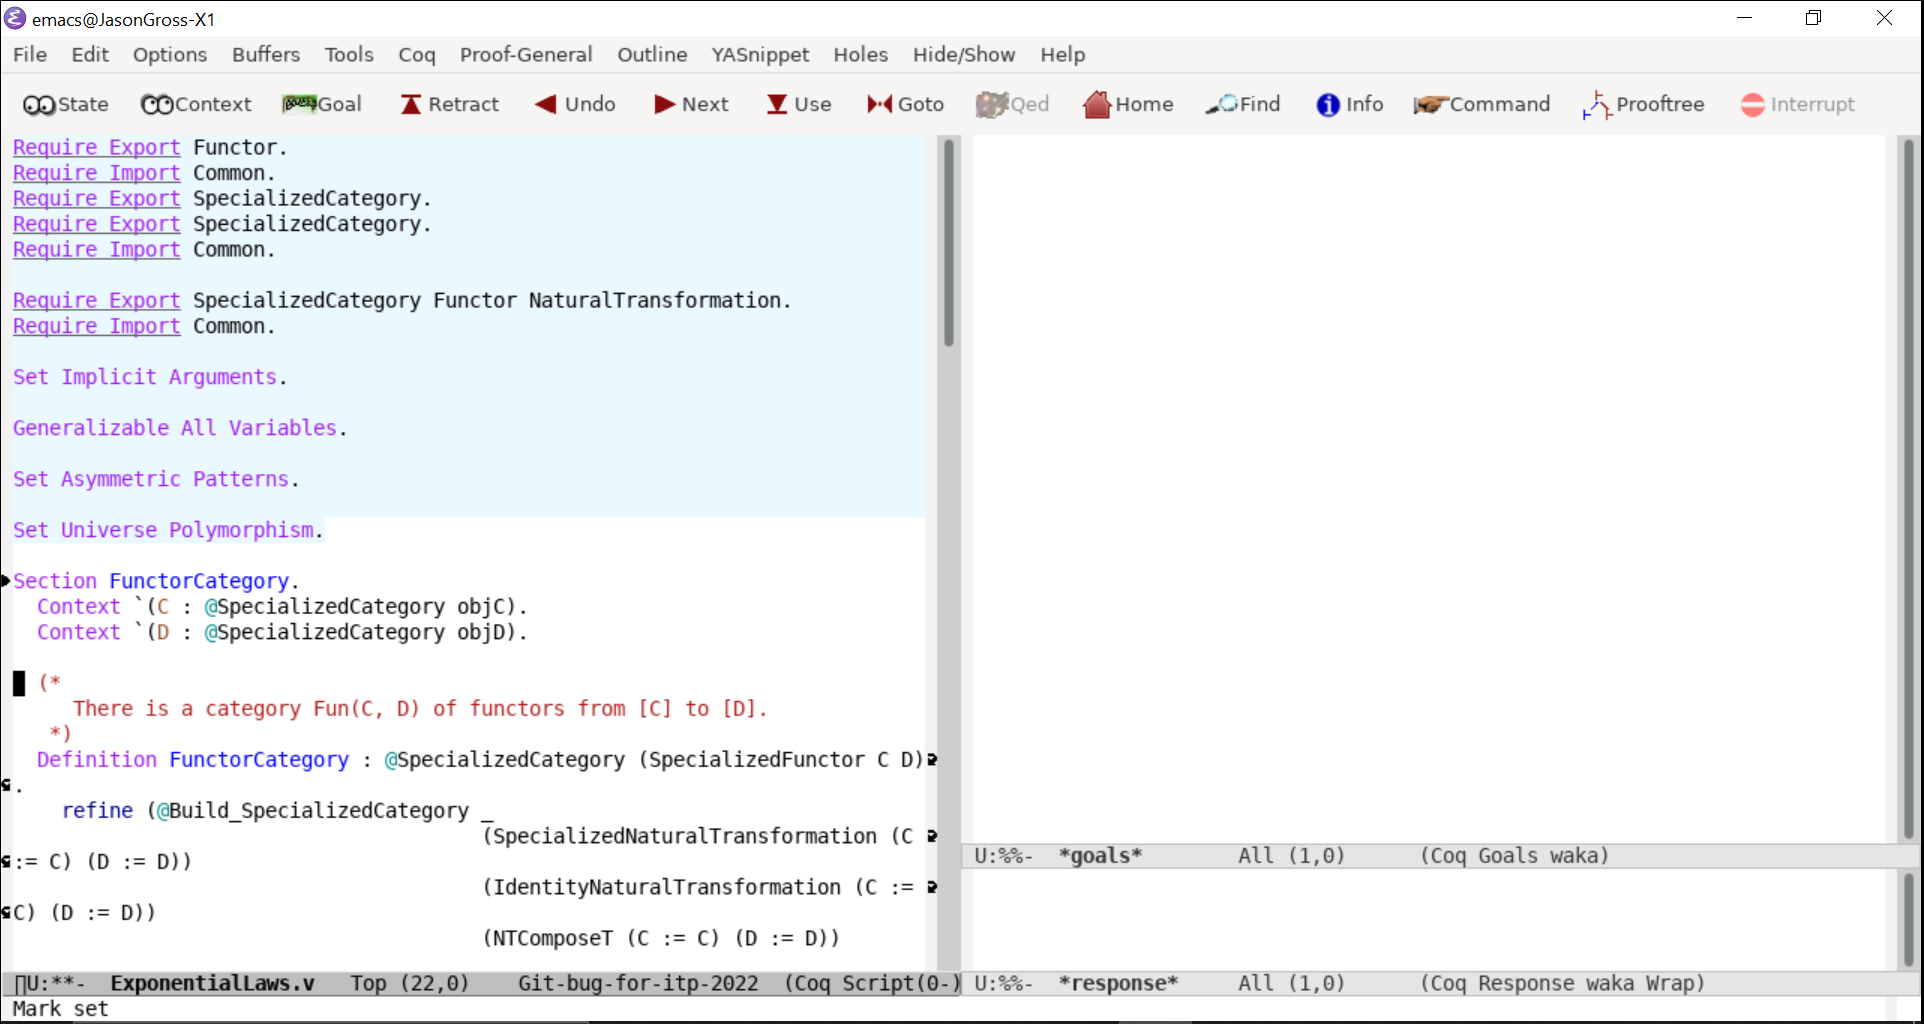 emacs@JasonGross-X1
File Edit Options Buffers Tools Coq Proof-General Outline YASnippet Holes Hide/Show Help
State Context Goal Retract Undo Next Use Goto Qed Home Find Info Command Prooftree Interrupt
Require Export Functor.
Require Import Common.
Require Export SpecializedCategory.
Require Export SpecializedCategory.
Require Import Common.
Require Export SpecializedCategory Functor NaturalTransformation.
Require Import Common.
Set Implicit Arguments.
Generalizable All Variables.
Set Asymmetric Patterns.
Set Universe Polymorphism.
Section FunctorCategory.
Context `(C : @SpecializedCategory objC).
Context `(D : @SpecializedCategory objD).
(*
There is a category Fun(C, D) of functors from [C] to [D].
*)
Definition FunctorCategory : @SpecializedCategory (SpecializedFunctor C D)
.
refine (@Build_SpecializedCategory _
(SpecializedNaturalTransformation (C
:= C) (D := D))
(IdentityNaturalTransformation (C :=
C) (D := D))
(NTComposeT (C := C) (D := D))
U:**- ExponentialLaws.v Top (22,0) Git-bug-for-itp-2022 (Coq Script(0-)
Mark set
U:%%- *goals* All (1,0) (Coq Goals waka)
U:%%- *response* All (1,0) (Coq Response waka Wrap)